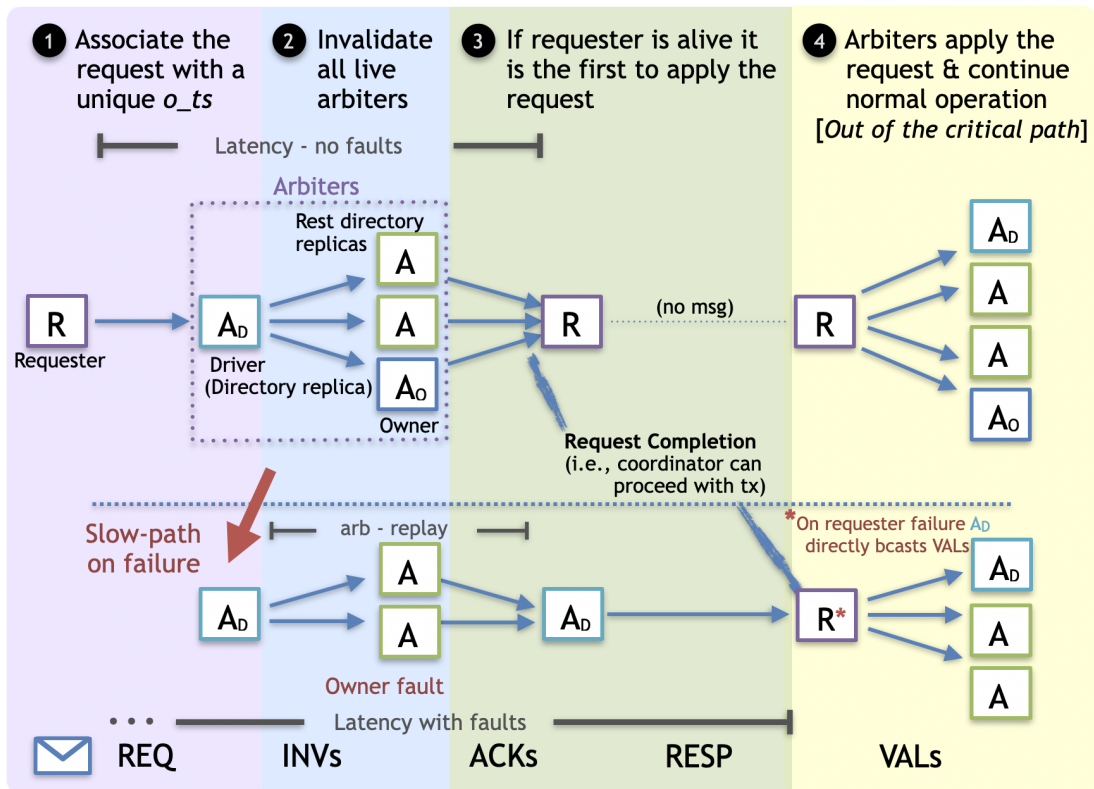 1 Associate the
request with a
unique o_ts
2 Invalidate
all live
arbiters
3 If requester is alive it
is the first to apply the
request
4 Arbiters apply the
request & continue
normal operation
[Out of the critical path]
Latency - no faults
Arbiters
Rest directory
replicas
R
Requester
AD
Driver
(Directory replica)
A
A
AO
Owner
R
(no msg)
R
AD
A
A
AO
Request Completion
(i.e., coordinator can
proceed with tx)
Slow-path
on failure
arb - replay
*On requester failure AD
directly bcasts VALs
AD
A
A
Owner fault
AD
R*
AD
A
A
... Latency with faults
REQ
INVs
ACKs
RESP
VALs